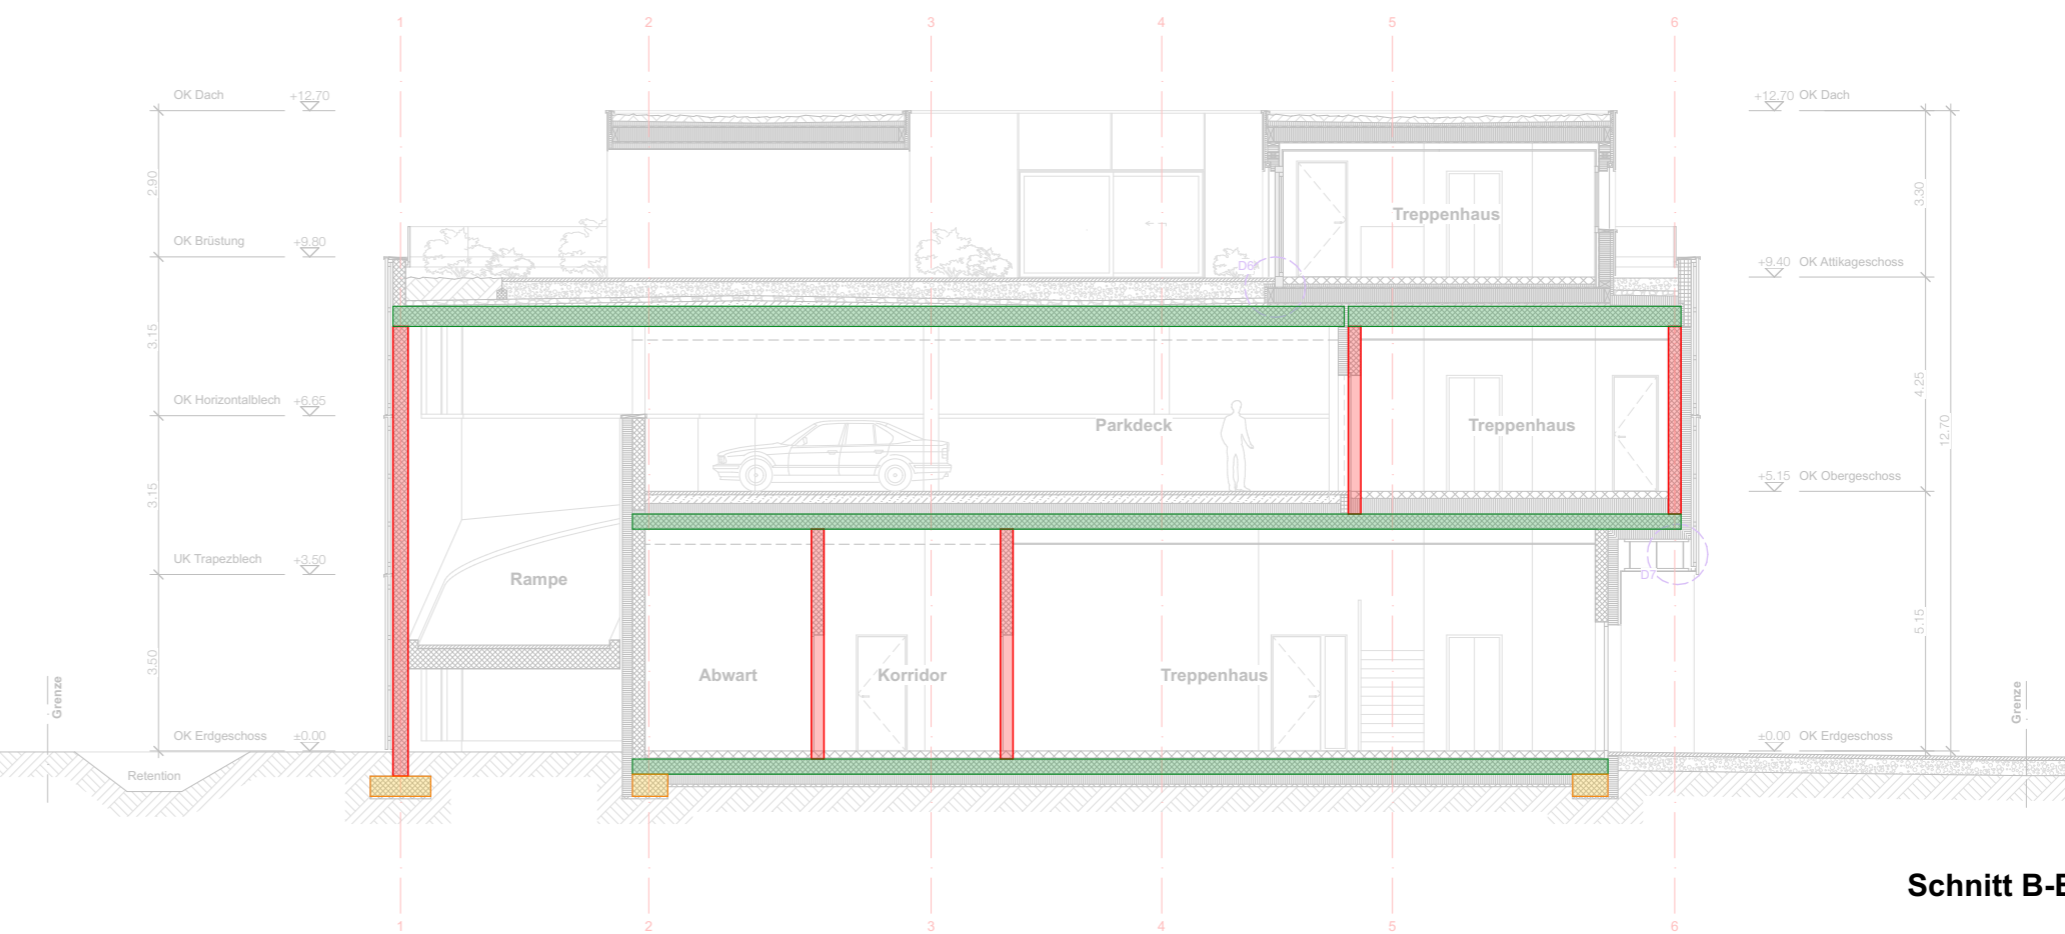 1 2 3 4 5 6
OK Dach +12.70
+12.70 OK Dach
2.90
3.30
Treppenhaus
OK Brüstung +9.80
+9.40 OK Attikageschoss
D6
3.15
4.25
12.70
OK Horizontalblech +6.65
Parkdeck
Treppenhaus
+5.15 OK Obergeschoss
3.15
UK Trapezblech +3.50
Rampe
D7
5.15
3.50
Abwart
Korridor
Treppenhaus
Grenze
Grenze
OK Erdgeschoss ±0.00
±0.00 OK Erdgeschoss
Retention
Schnitt B-
1 2 3 4 5 6